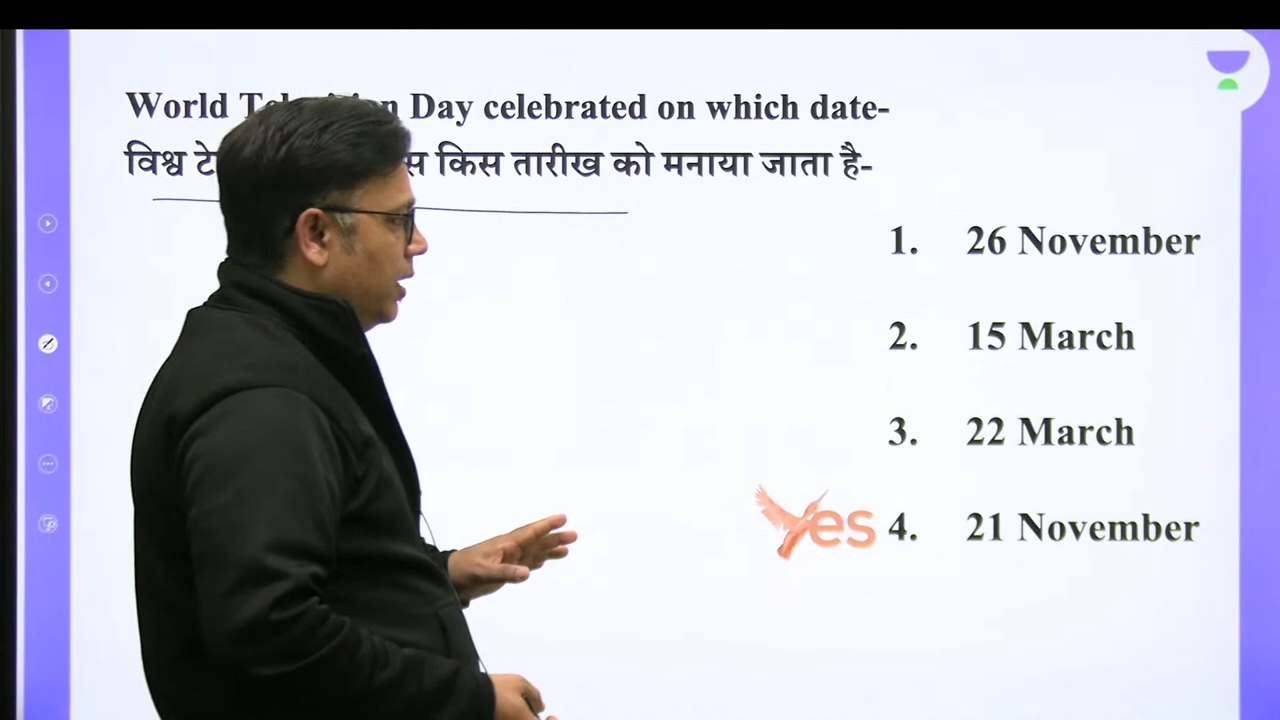 World Day celebrated on which date-
विश्व किस तारीख को मनाया जाता है-
1. 26 November
2. 15 March
3. 22 March
Yes 4. 21 November